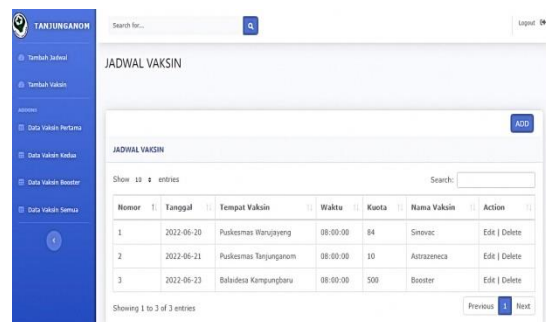 TANJUNGANOM
Search for...
Logout
Tambah Jadwal
Tambah Vaksin
ADDONS
Data Vaksin Pertama
Data Vaksin Kedua
Data Vaksin Booster
Data Vaksin Semua
JADWAL VAKSIN
ADD
JADWAL VAKSIN
Show 10 entries
Search:
Nomor Tanggal Tempat Vaksin Waktu Kuota Nama Vaksin Action
1 2022-06-20 Puskesmas Warujayeng 08:00:00 84 Sinovac Edit | Delete
2 2022-06-21 Puskesmas Tanjunganom 08:00:00 10 Astrazeneca Edit | Delete
3 2022-06-23 Balaidesa Kampungbaru 08:00:00 500 Booster Edit | Delete
Showing 1 to 3 of 3 entries
Previous 1 Next